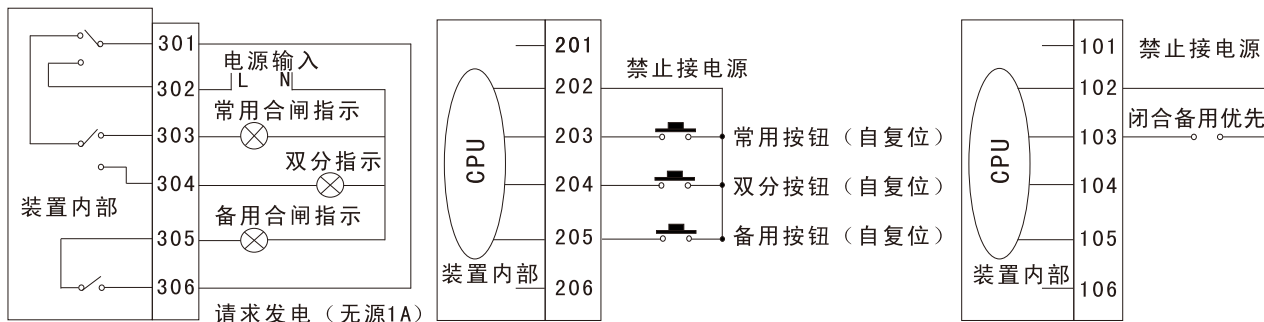 301
电源输入
302
L N
常用合闸指示
303
双分指示
304
装置内部
备用合闸指示
305
306
请求发电（无源1A）
201
禁止接电源
202
203
常用按钮（自复位）
CPU
204
双分按钮（自复位）
205
备用按钮（自复位）
装置内部
206
101
禁止接电源
102
闭合备用优先
103
CPU
104
105
装置内部
106